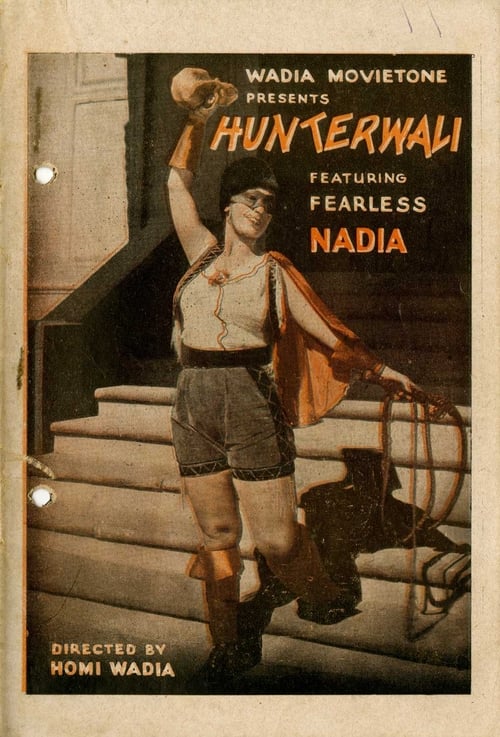 WADIA MOVIETONE
PRESENTS
HUNTERWALI
FEATURING
FEARLESS
NADIA
DIRECTED BY
HOMI WADIA